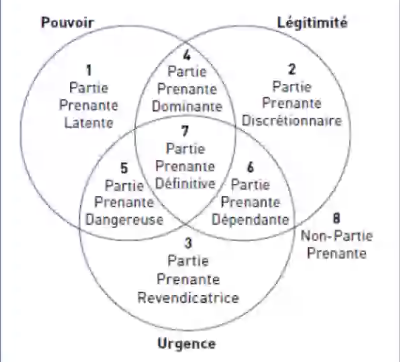 Pouvoir
Légitimité
1
Partie
Prenante
Latente
4
Partie
Prenante
Dominante
2
Partie
Prenante
Discrétionnaire
7
Partie
Prenante
Définitive
5
Partie
Prenante
Dangereuse
6
Partie
Prenante
Dépendante
8
Non-Partie
Prenante
3
Partie
Prenante
Revendicatrice
Urgence